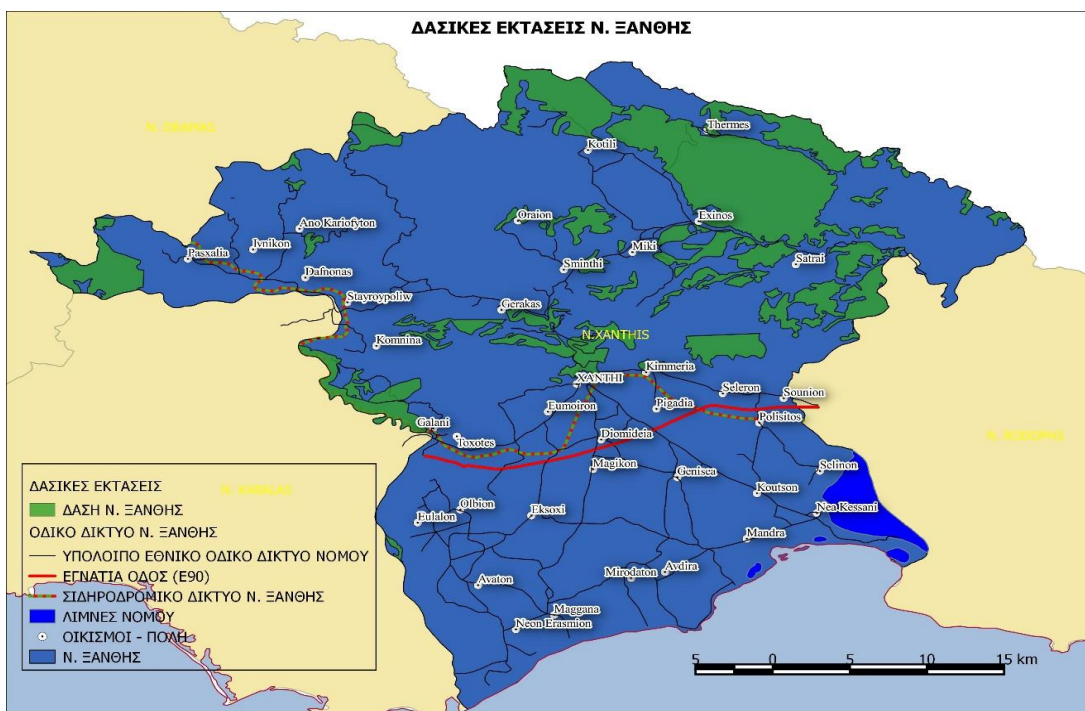 ΔΑΣΙΚΕΣ ΕΚΤΑΣΕΙΣ Ν. ΞΑΝΘΗΣ
Thermes
Kotili
Oraion
Exinos
Ano Kariofyton
Ivnikon
Miki
Pasxalia
Sminthi
Satrai
Dafnonas
Stayroypoliw
Gerakas
N.XANTHIS
Komnina
Kimmeria
XANTHI
Seleron
Sounion
Eumoiron
Pigadia
Galani
Polisitos
Toxotes
Diomideia
Magikon
Genisea
Selinon
Koutson
Olbion
Eksoxi
Nea Kessani
Eulalon
Mandra
Avaton
Mirodaton
Avdira
Maggana
Neon Erasmion
ΔΑΣΙΚΕΣ ΕΚΤΑΣΕΙΣ
ΔΑΣΗ Ν. ΞΑΝΘΗΣ
ΟΔΙΚΟ ΔΙΚΤΥΟ Ν. ΞΑΝΘΗΣ
ΥΠΟΛΟΙΠΟ ΕΘΝΙΚΟ ΟΔΙΚΟ ΔΙΚΤΥΟ ΝΟΜΟΥ
ΕΓΝΑΤΙΑ ΟΔΟΣ (Ε90)
ΣΙΔΗΡΟΔΡΟΜΙΚΟ ΔΙΚΤΥΟ Ν. ΞΑΝΘΗΣ
ΛΙΜΝΕΣ ΝΟΜΟΥ
ΟΙΚΙΣΜΟΙ - ΠΟΛΗ
Ν. ΞΑΝΘΗΣ
5 0 5 10 15 km